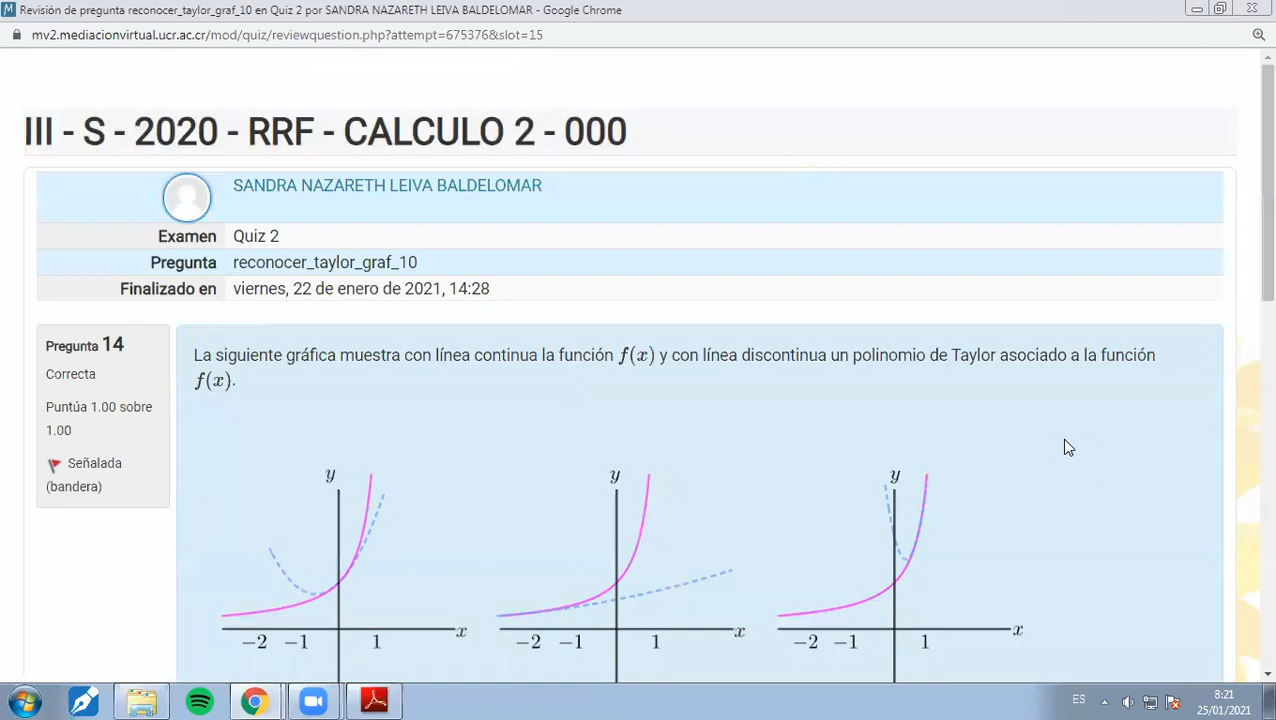 Revisión de pregunta reconocer_taylor_graf_10 en Quiz 2 por SANDRA NAZARETH LEIVA BALDELOMAR - Google Chrome
mv2.mediacionvirtual.ucr.ac.cr/mod/quiz/reviewquestion.php?attempt=675376&slot=15
III - S - 2020 - RRF - CALCULO 2 - 000
SANDRA NAZARETH LEIVA BALDELOMAR
Examen Quiz 2
Pregunta reconocer_taylor_graf_10
Finalizado en viernes, 22 de enero de 2021, 14:28
Pregunta 14
Correcta
Puntúa 1.00 sobre
1.00
Señalada
(bandera)
La siguiente gráfica muestra con línea continua la función f(x) y con línea discontinua un polinomio de Taylor asociado a la función
f(x).
y y y
x x x
−2 −1 1 −2 −1 1 −2 −1 1
ES 8:21
25/01/2021